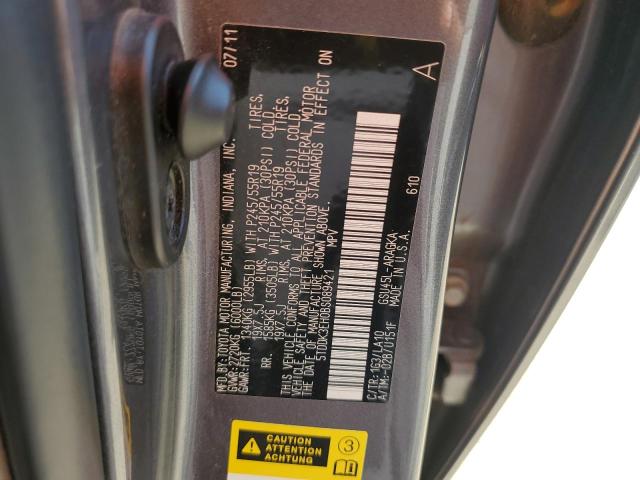 MFD.BY:TOYOTA MOTOR MANUFACTURING, INDIANA, INC. 07/11
GVWR:2720KG(6000LB)
GAWR:FRT. 1340KG (2955LB) WITH P245/55R19 TIRES,
19X7.5J RIMS, AT 210KPA (30PSI) COLD
RR. 1585KG (3505LB) WITH P245/55R19 TIRES,
19X7.5J RIMS, AT 210KPA (30PSI) COLD
THIS VEHICLE CONFORMS TO ALL APPLICABLE FEDERAL MOTOR
VEHICLE SAFETY AND THEFT PREVENTION STANDARDS IN EFFECT ON
THE DATE OF MANUFACTURE SHOWN ABOVE.
5TDDK3EH0BS089421 MPV
A
610
C/TR:1G3/LA10 GSU45L-ARAGKA
A/TM:-02B/U151F MADE IN U.S.A.
CAUTION
ATTENTION
ACHTUNG
3